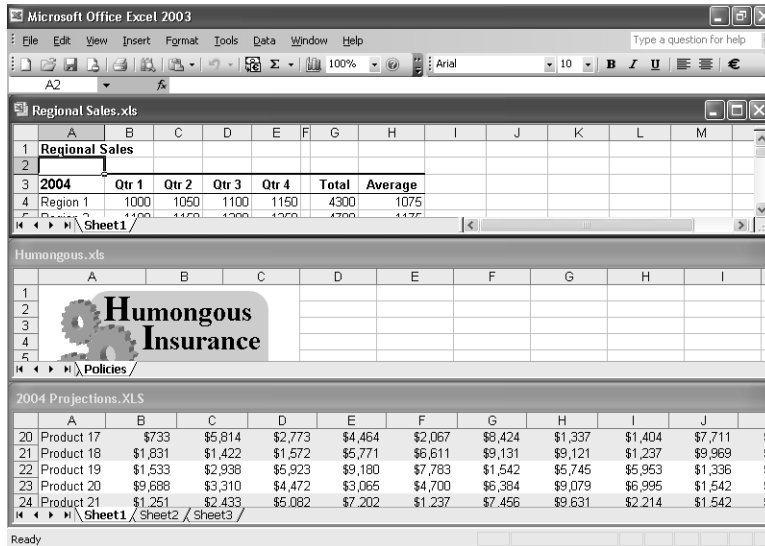 Microsoft Office Excel 2003
File Edit View Insert Format Tools Data Window Help Type a question for help
100% Arial 10 B I U €
A2 fx
Regional Sales.xls
A B C D E F G H I J K L M
1 Regional Sales
2
3 2004 Qtr 1 Qtr 2 Qtr 3 Qtr 4 Total Average
4 Region 1 1000 1050 1100 1150 4300 1075
Sheet1
Humongous.xls
A B C D E F G H I
1
2 Humongous
3
4 Insurance
5
Policies
2004 Projections.XLS
A B C D E F G H I J
20 Product 17 $733 $5,814 $2,773 $4,464 $2,067 $8,424 $1,337 $1,404 $7,711
21 Product 18 $1,831 $1,422 $1,572 $5,771 $6,611 $9,131 $9,121 $1,237 $9,969
22 Product 19 $1,533 $2,938 $5,923 $9,180 $7,783 $1,542 $5,745 $5,953 $1,336
23 Product 20 $9,688 $3,310 $4,472 $3,065 $4,700 $6,384 $9,079 $6,995 $1,542
24 Product 21 $1,251 $2,433 $5,082 $7,202 $1,237 $7,456 $9,631 $2,214 $1,542
Sheet1 Sheet2 Sheet3
Ready